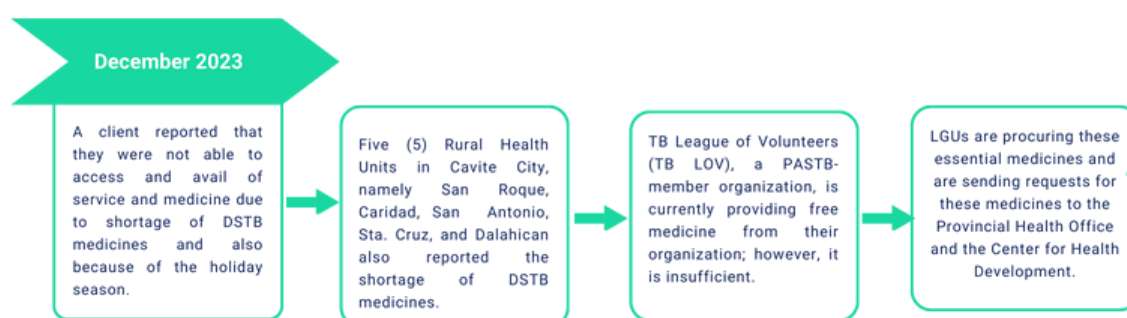 December 2023
A client reported that
they were not able to
access and avail of
service and medicine due
to shortage of DSTB
medicines and also
because of the holiday
season.
Five (5) Rural Health
Units in Cavite City,
namely San Roque,
Caridad, San Antonio,
Sta. Cruz, and Dalahican
also reported the
shortage of DSTB
medicines.
TB League of Volunteers
(TB LOV), a PASTB-
member organization, is
currently providing free
medicine from their
organization; however, it
is insufficient.
LGUs are procuring these
essential medicines and
are sending requests for
these medicines to the
Provincial Health Office
and the Center for Health
Development.